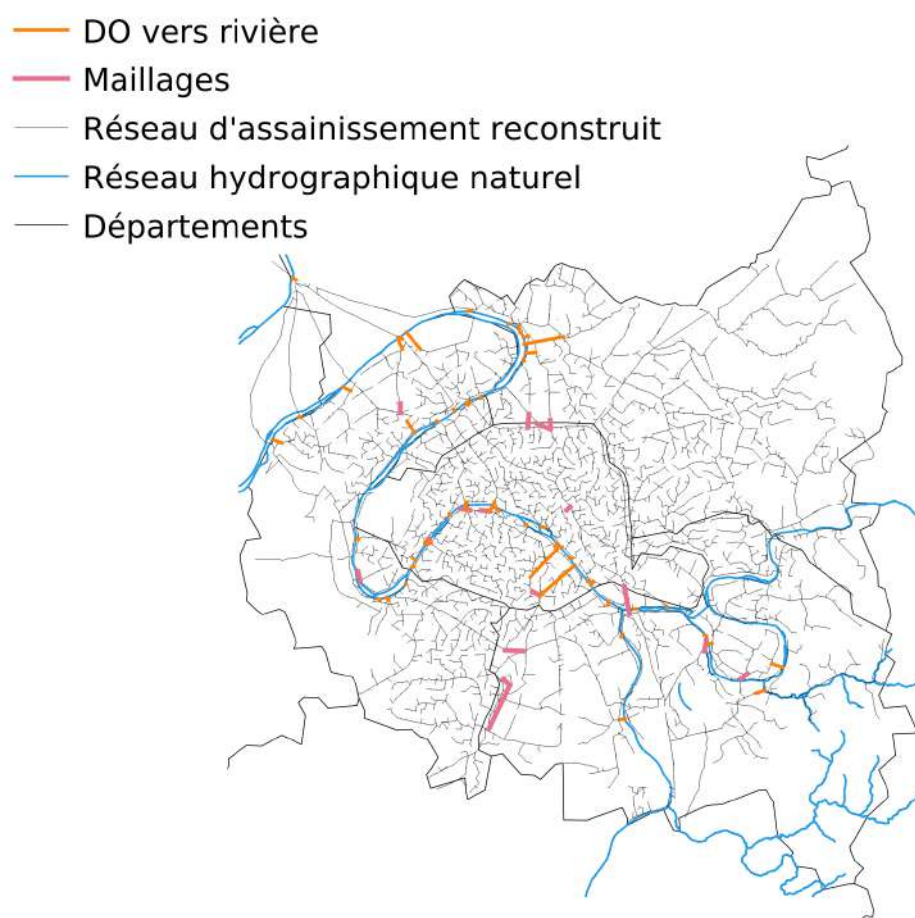 DO vers rivière
Maillages
Réseau d'assainissement reconstruit
Réseau hydrographique naturel
Départements